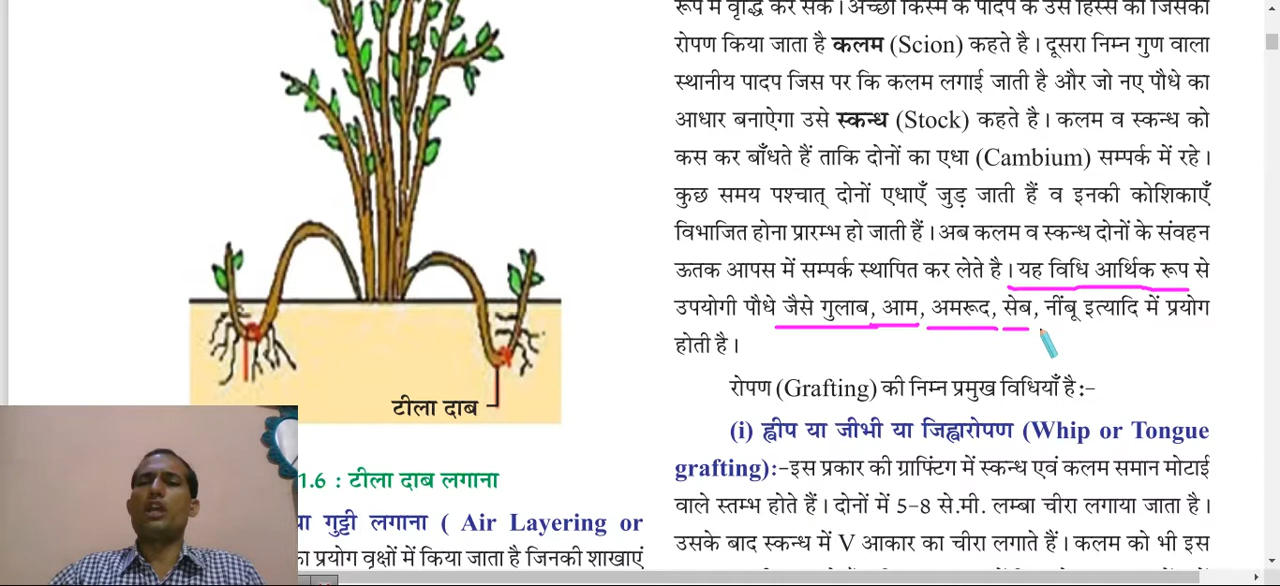 टीला दाब
1.6 : टीला दाब लगाना
या गुट्टी लगाना ( Air Layering or
का प्रयोग वृक्षों में किया जाता है जिनकी शाखाएं
रूप में वृद्धि कर सके। अच्छी किस्म के पादप के उस हिस्से को जिसका
रोपण किया जाता है कलम (Scion) कहते है। दूसरा निम्न गुण वाला
स्थानीय पादप जिस पर कि कलम लगाई जाती है और जो नए पौधे का
आधार बनाऐगा उसे स्कन्ध (Stock) कहते है। कलम व स्कन्ध को
कस कर बाँधते हैं ताकि दोनों का एधा (Cambium) सम्पर्क में रहे।
कुछ समय पश्चात् दोनों एधाएँ जुड़ जाती हैं व इनकी कोशिकाएँ
विभाजित होना प्रारम्भ हो जाती हैं। अब कलम व स्कन्ध दोनों के संवहन
ऊतक आपस में सम्पर्क स्थापित कर लेते है। यह विधि आर्थिक रूप से
उपयोगी पौधे जैसे गुलाब, आम, अमरूद, सेब, नींबू इत्यादि में प्रयोग
होती है।
रोपण (Grafting) की निम्न प्रमुख विधियाँ है:-
(i) ह्वीप या जीभी या जिह्वारोपण (Whip or Tongue
grafting):-इस प्रकार की ग्राफ्टिंग में स्कन्ध एवं कलम समान मोटाई
वाले स्तम्भ होते हैं। दोनों में 5-8 से.मी. लम्बा चीरा लगाया जाता है।
उसके बाद स्कन्ध में V आकार का चीरा लगाते हैं। कलम को भी इस